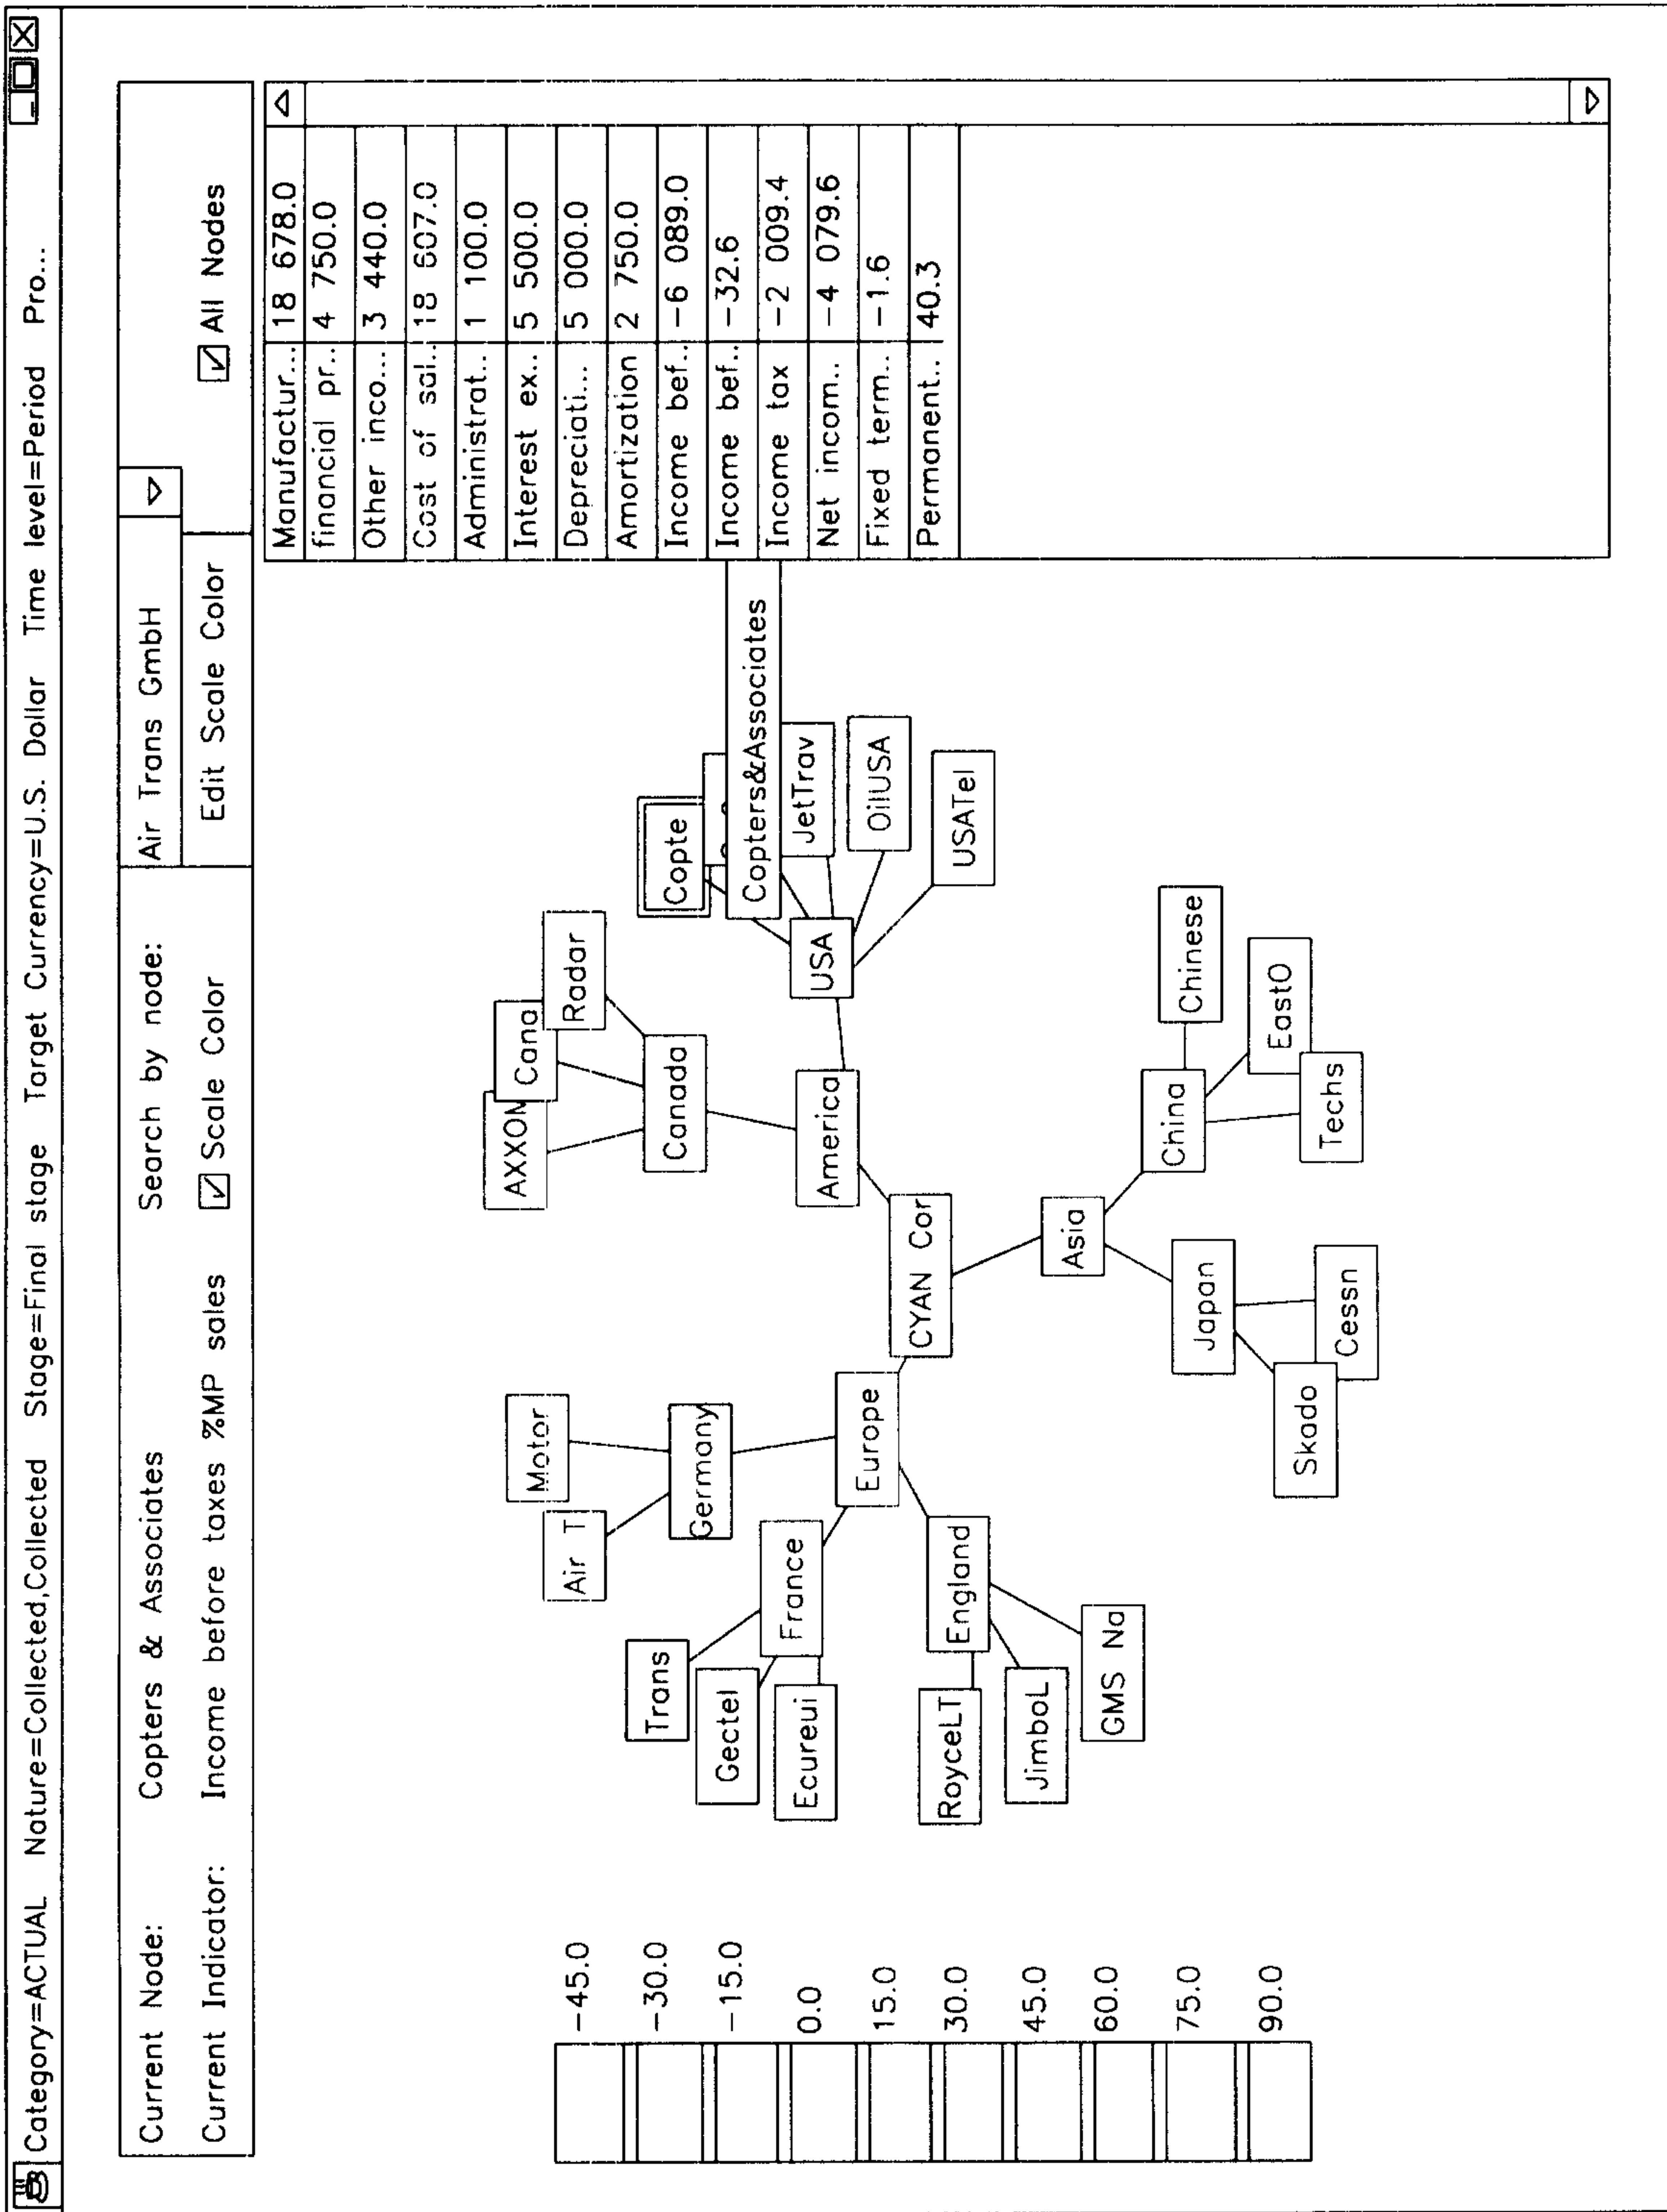 Category=ACTUAL Nature=Collected,Collected Stage=Final stage Target Currency=U.S. Dollar Time level=Period Pro...
Current Node: Copters & Associates Search by node: Air Trans GmbH
Current Indicator: Income before taxes %MP sales Scale Color Edit Scale Color All Nodes
Manufactur... 18 678.0
financial pr.. 4 750.0
Other inco... 3 440.0
Cost of sal.. 18 607.0
Administrat.. 1 100.0
Interest ex.. 5 500.0
Depreciati... 5 000.0
Amortization 2 750.0
Income bef.. -6 089.0
Income bef.. -32.6
Income tax -2 009.4
Net incom.. -4 079.6
Fixed term.. -1.6
Permanent.. 40.3
-45.0
-30.0
-15.0
0.0
15.0
30.0
45.0
60.0
75.0
90.0
Motor
Air T
Germany
Trans
Gectel
Ecureui
France
Europe
England
RoyceLT
JimboL
GMS Na
CYAN Cor
AXXON
Cana
Radar
Canada
America
USA
Copte
Copters&Associates
JetTrav
OilUSA
USATel
Asia
Japan
Skado
Cessn
China
Chinese
EastO
Techs